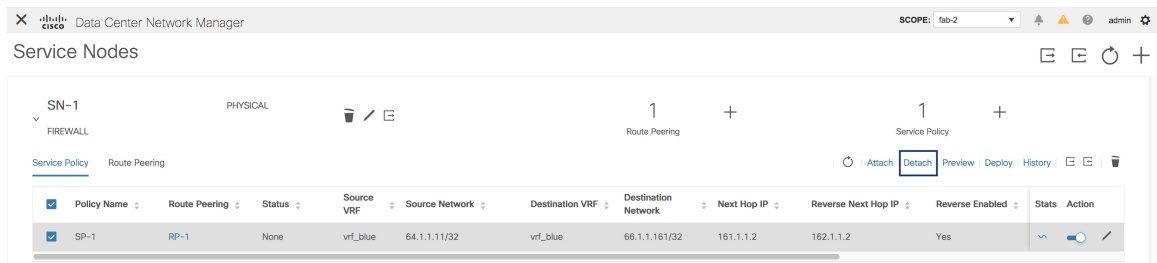 cisco Data Center Network Manager SCOPE: fab-2 admin
Service Nodes
SN-1 PHYSICAL 1 1
FIREWALL Route Peering Service Policy
Service Policy Route Peering Attach Detach Preview Deploy History
Policy Name Route Peering Status Source VRF Source Network Destination VRF Destination Network Next Hop IP Reverse Next Hop IP Reverse Enabled Stats Action
SP-1 RP-1 None vrf_blue 64.1.1.11/32 vrf_blue 66.1.1.161/32 161.1.1.2 162.1.1.2 Yes